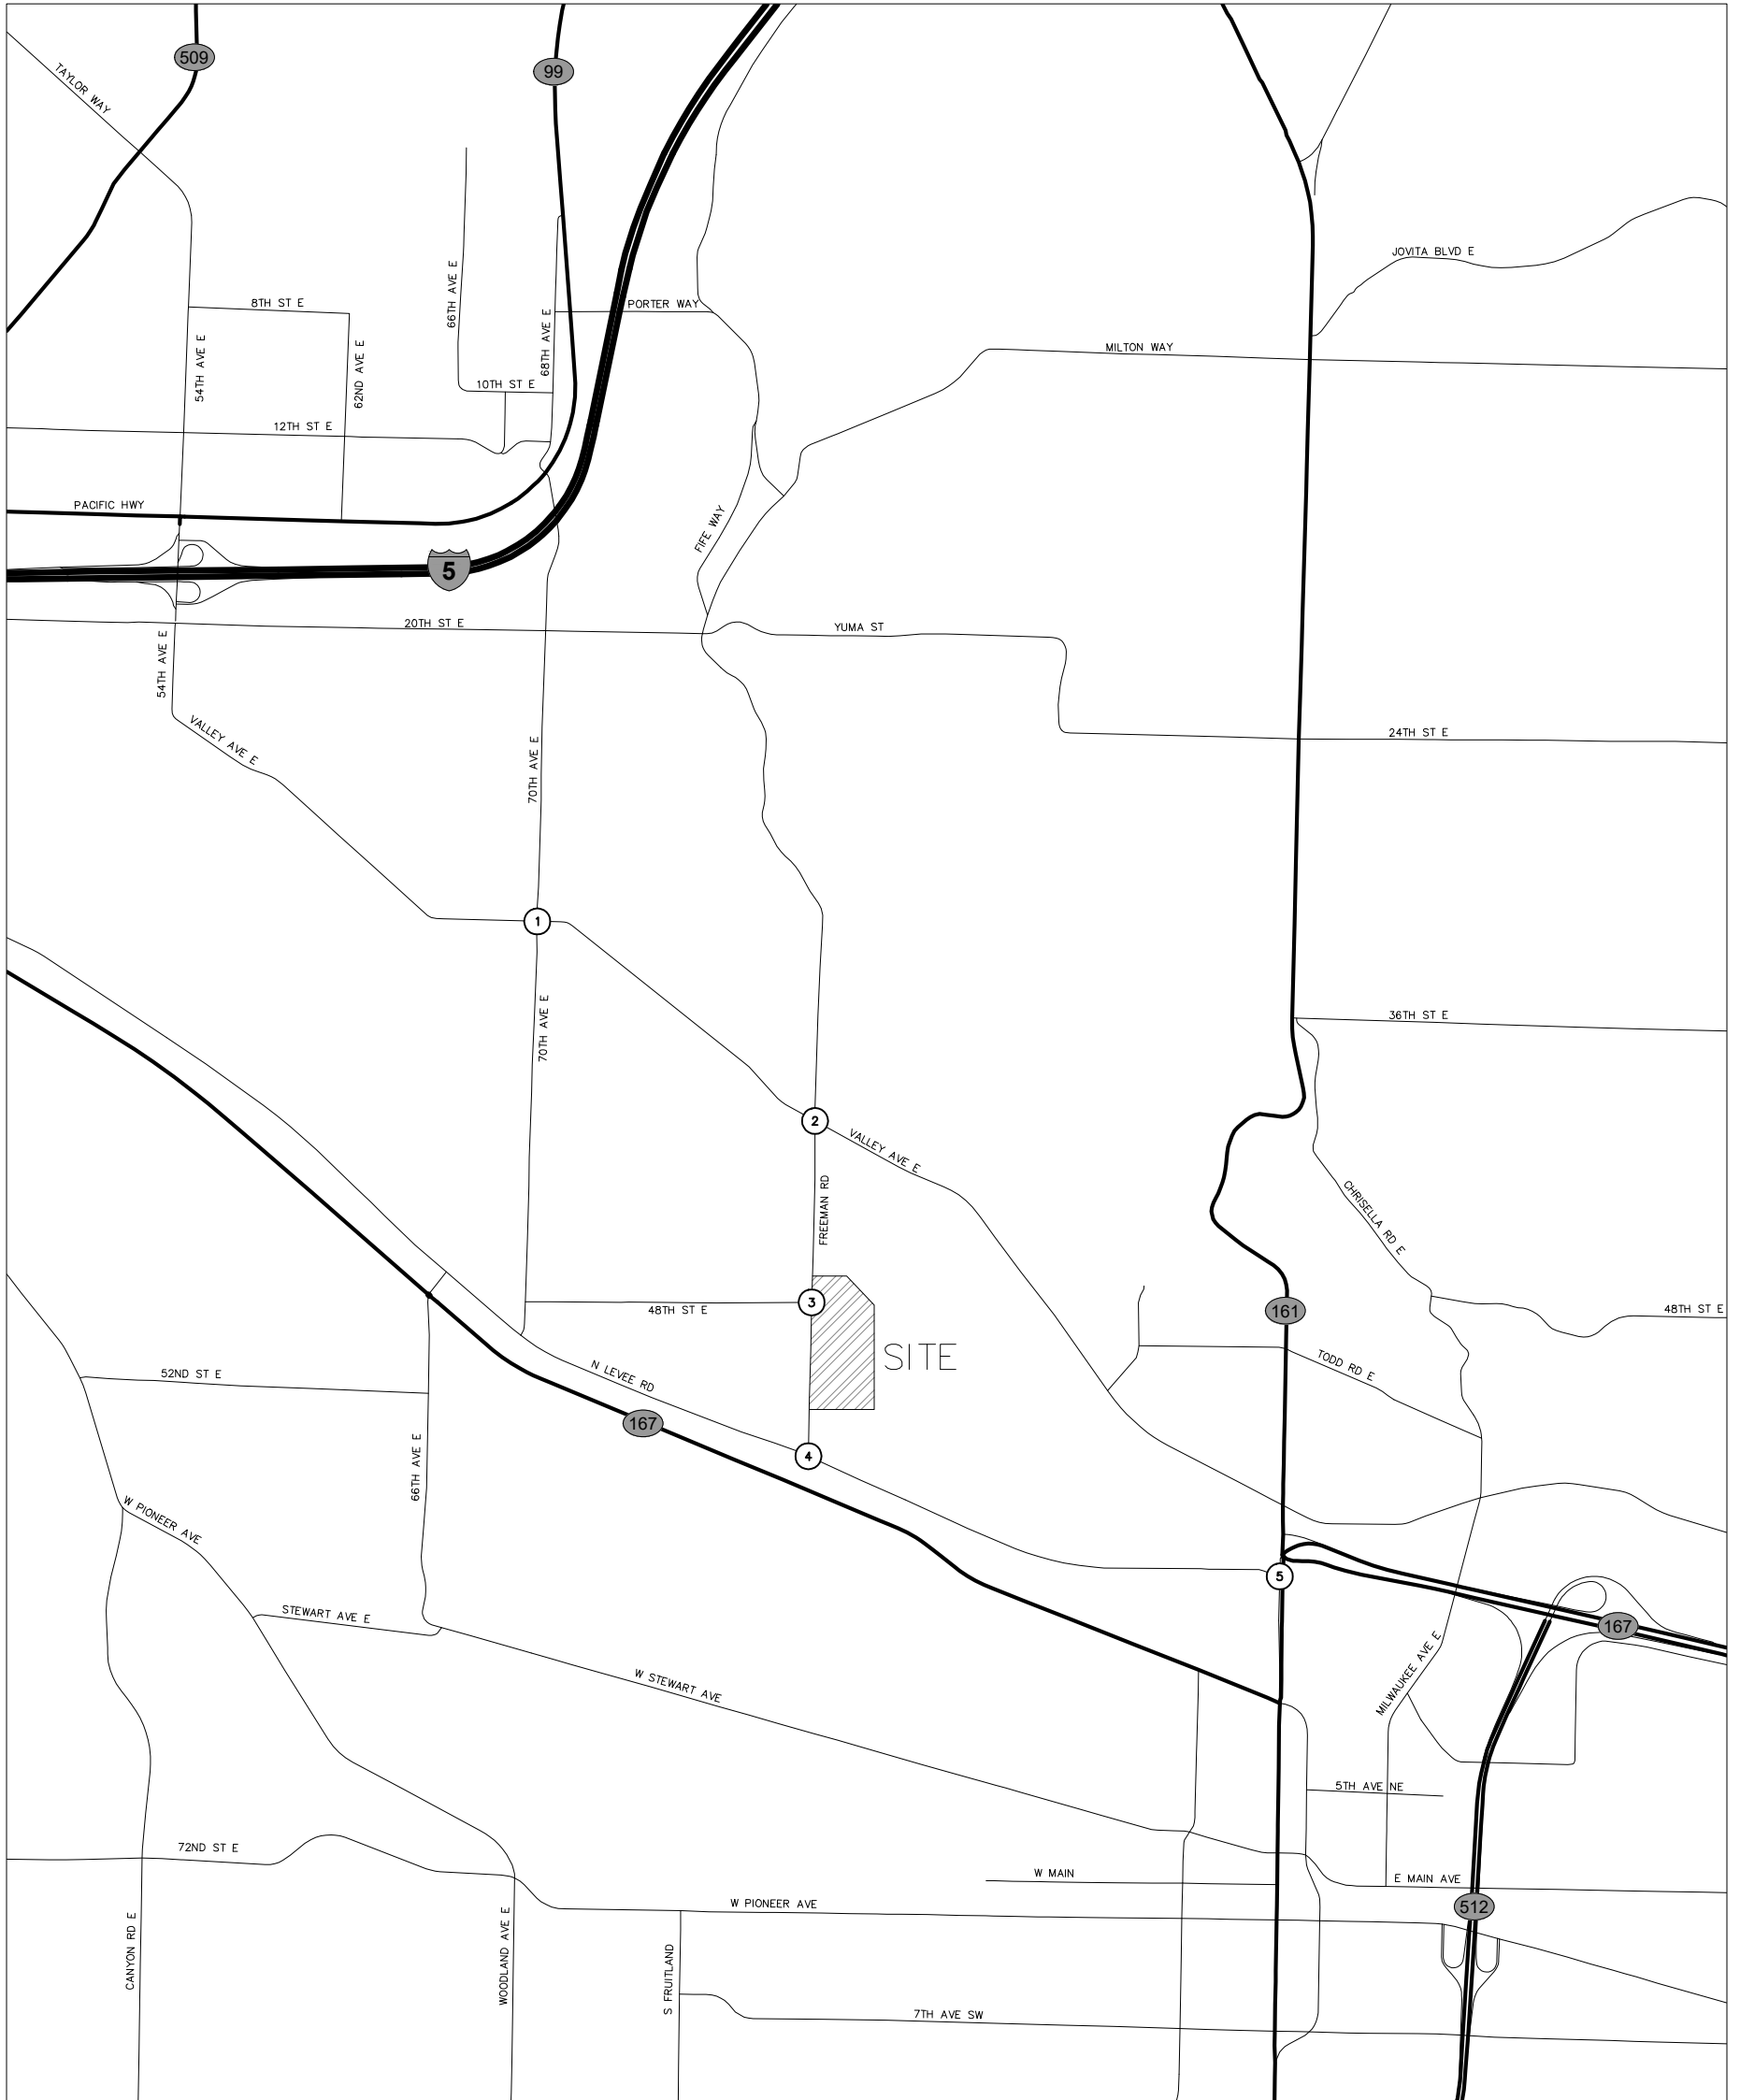 509
99
TAYLOR WAY
JOVITA BLVD E
66TH AVE E
8TH ST E
PORTER WAY
68TH AVE E
54TH AVE E
62ND AVE E
MILTON WAY
10TH ST E
12TH ST E
PACIFIC HWY
FIFE WAY
5
20TH ST E
YUMA ST
54TH AVE E
VALLEY AVE E
24TH ST E
70TH AVE E
1
70TH AVE E
36TH ST E
2
VALLEY AVE E
FREEMAN RD
CHRISELLA RD E
3
48TH ST E
161
48TH ST E
SITE
52ND ST E
N LEVEE RD
TODD RD E
167
66TH AVE E
4
W PIONEER AVE
5
STEWART AVE E
167
MILWAUKEE AVE E
W STEWART AVE
5TH AVE NE
72ND ST E
W MAIN
E MAIN AVE
W PIONEER AVE
512
CANYON RD E
WOODLAND AVE E
S FRUITLAND
7TH AVE SW